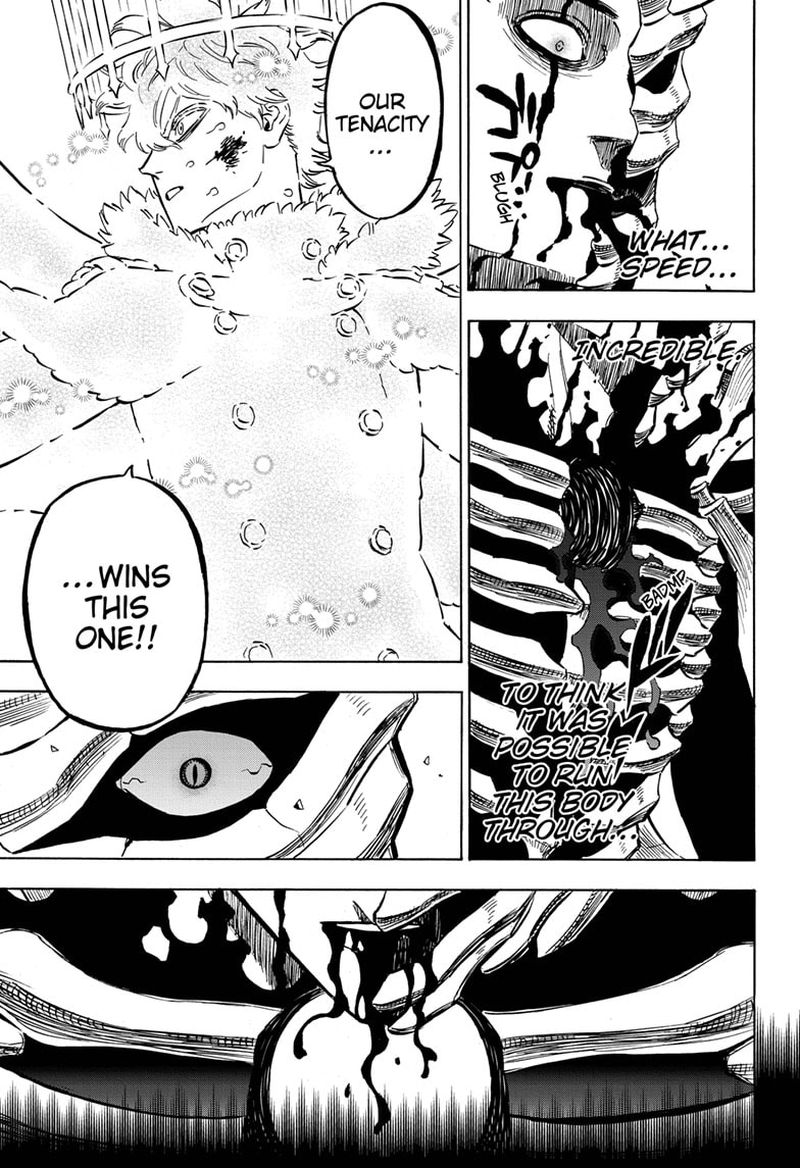 WHAT...
SPEED...
BLUGH
INCREDIBLE.
BADMP
TO THINK
IT WAS
POSSIBLE
TO RUN
THIS BODY
THROUGH...
OUR
TENACITY
...
...WINS
THIS
ONE!!